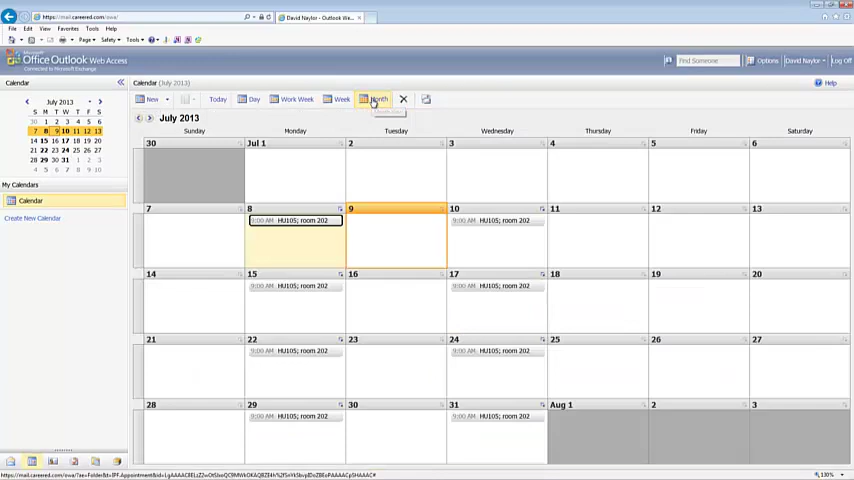 https://mail.careered.com/owa/
David Naylor - Outlook We...
File Edit View Favorites Tools Help
Page Safety Tools
Microsoft
Office Outlook Web Access
Connected to Microsoft Exchange
Find Someone Options David Naylor Log Off
Calendar Calendar (July 2013) Help
July 2013
S M T W T F S
30 1 2 3 4 5 6
7 8 9 10 11 12 13
14 15 16 17 18 19 20
21 22 23 24 25 26 27
28 29 30 31 1 2 3
4 5 6 7 8 9 10
My Calendars
Calendar
Create New Calendar
New Today Day Work Week Week Month
July 2013
Sunday Monday Tuesday Wednesday Thursday Friday Saturday
30 Jul 1 2 3 4 5 6
7 8 9 10 11 12 13
9:00 AM HU105; room 202 9:00 AM HU105; room 202
14 15 16 17 18 19 20
9:00 AM HU105; room 202 9:00 AM HU105; room 202
21 22 23 24 25 26 27
9:00 AM HU105; room 202 9:00 AM HU105; room 202
28 29 30 31 Aug 1 2 3
9:00 AM HU105; room 202 9:00 AM HU105; room 202
130%